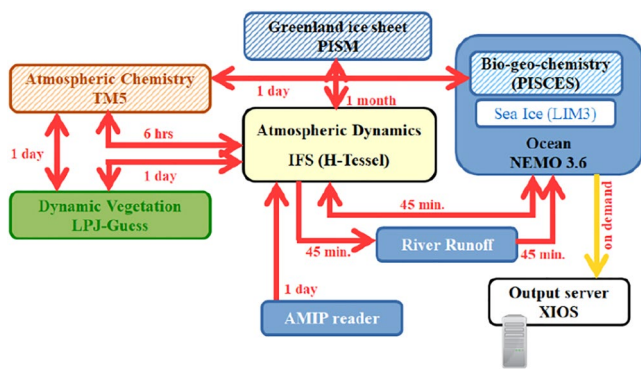 Greenland ice sheet
PISM
Atmospheric Chemistry
TM5
1 day
Bio-geo-chemistry
(PISCES)
1 month
Sea Ice (LIM3)
Ocean
NEMO 3.6
6 hrs
Atmospheric Dynamics
IFS (H-Tessel)
1 day
1 day
Dynamic Vegetation
LPJ-Guess
45 min.
45 min.
River Runoff
45 min.
on demand
1 day
AMIP reader
Output server
XIOS